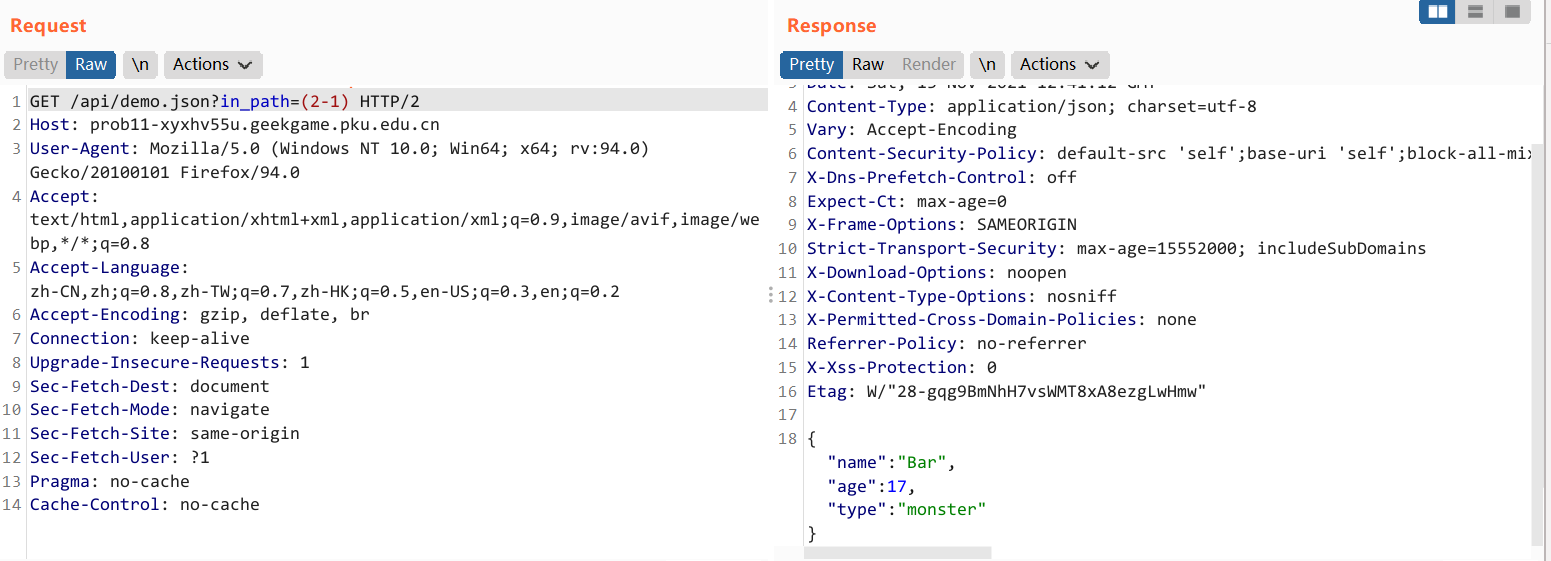 Request
Pretty Raw \n Actions
1 GET /api/demo.json?in_path=(2-1) HTTP/2
2 Host: prob11-xyxhv55u.geekgame.pku.edu.cn
3 User-Agent: Mozilla/5.0 (Windows NT 10.0; Win64; x64; rv:94.0)
Gecko/20100101 Firefox/94.0
4 Accept:
text/html,application/xhtml+xml,application/xml;q=0.9,image/avif,image/we
bp,*/*;q=0.8
5 Accept-Language:
zh-CN,zh;q=0.8,zh-TW;q=0.7,zh-HK;q=0.5,en-US;q=0.3,en;q=0.2
6 Accept-Encoding: gzip, deflate, br
7 Connection: keep-alive
8 Upgrade-Insecure-Requests: 1
9 Sec-Fetch-Dest: document
10 Sec-Fetch-Mode: navigate
11 Sec-Fetch-Site: same-origin
12 Sec-Fetch-User: ?1
13 Pragma: no-cache
14 Cache-Control: no-cache
Response
Pretty Raw Render \n Actions
4 Content-Type: application/json; charset=utf-8
5 Vary: Accept-Encoding
6 Content-Security-Policy: default-src 'self';base-uri 'self';block-all-mix
7 X-Dns-Prefetch-Control: off
8 Expect-Ct: max-age=0
9 X-Frame-Options: SAMEORIGIN
10 Strict-Transport-Security: max-age=15552000; includeSubDomains
11 X-Download-Options: noopen
12 X-Content-Type-Options: nosniff
13 X-Permitted-Cross-Domain-Policies: none
14 Referrer-Policy: no-referrer
15 X-Xss-Protection: 0
16 Etag: W/"28-gqg9BmNhH7vsWMT8xA8ezgLwHmw"
17
18 {
"name":"Bar",
"age":17,
"type":"monster"
}